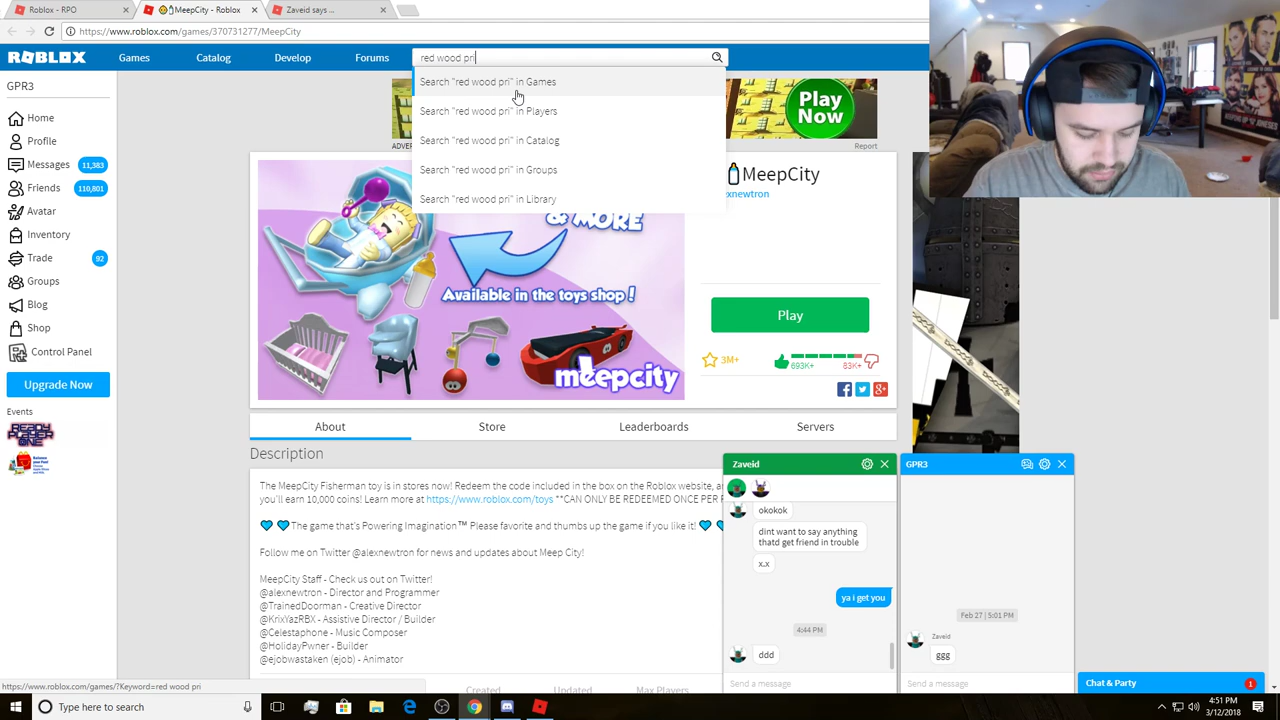 Roblox - RPO
MeepCity - Roblox
Zaveid says ...
https://www.roblox.com/games/370731277/MeepCity
ROBLOX
Games
Catalog
Develop
Forums
red wood pri
GPR3
Search "red wood pri" in Games
Search "red wood pri" in Players
Search "red wood pri" in Catalog
Search "red wood pri" in Groups
Search "red wood pri" in Library
Play Now
Report
Home
Profile
Messages 11,383
Friends 110,801
Avatar
Inventory
Trade 92
Groups
Blog
Shop
Control Panel
Upgrade Now
Events
READY PLAYER ONE
& MORE
Available in the toys shop!
meepcity
MeepCity
xnewtron
Play
3M+
693K+
83K+
About
Store
Leaderboards
Servers
Description
The MeepCity Fisherman toy is in stores now! Redeem the code included in the box on the Roblox website, a
you'll earn 10,000 coins! Learn more at https://www.roblox.com/toys **CAN ONLY BE REDEEMED ONCE PER
The game that's Powering Imagination™ Please favorite and thumbs up the game if you like it!
Follow me on Twitter @alexnewtron for news and updates about Meep City!
MeepCity Staff - Check us out on Twitter!
@alexnewtron - Director and Programmer
@TrainedDoorman - Creative Director
@KrixYazRBX - Assistive Director / Builder
@Celestaphone - Music Composer
@HolidayPwner - Builder
@ejobwastaken (ejob) - Animator
Created
Updated
Max Players
Zaveid
okokok
dint want to say anything
thatd get friend in trouble
x.x
ya i get you
4:44 PM
ddd
Send a message
GPR3
Feb 27 | 5:01 PM
Zaveid
ggg
Send a message
Chat & Party 1
https://www.roblox.com/games/?Keyword=red wood pri
Type here to search
4:51 PM
3/12/2018